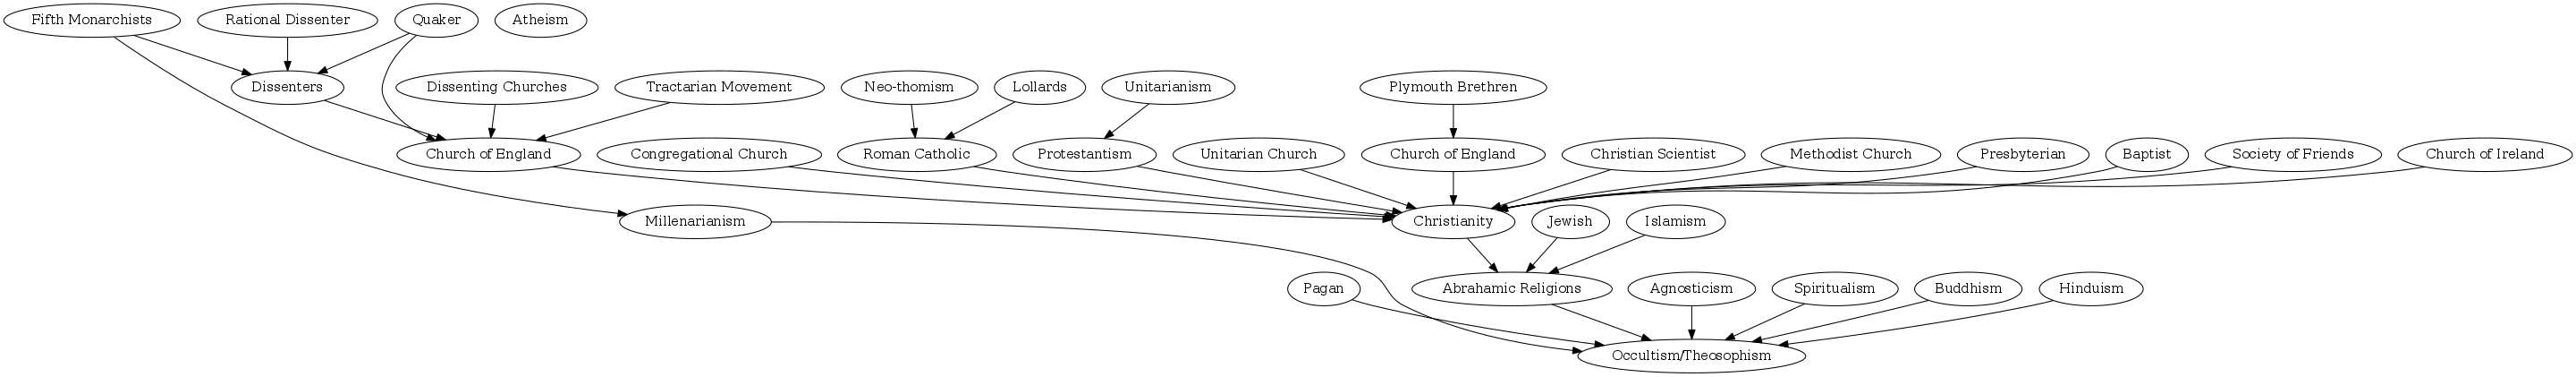 Fifth Monarchists
Rational Dissenter
Quaker
Atheism
Dissenters
Dissenting Churches
Tractarian Movement
Neo-thomism
Lollards
Unitarianism
Plymouth Brethren
Church of England
Congregational Church
Roman Catholic
Protestantism
Unitarian Church
Church of England
Christian Scientist
Methodist Church
Presbyterian
Baptist
Society of Friends
Church of Ireland
Millenarianism
Christianity
Jewish
Islamism
Pagan
Abrahamic Religions
Agnosticism
Spiritualism
Buddhism
Hinduism
Occultism/Theosophism